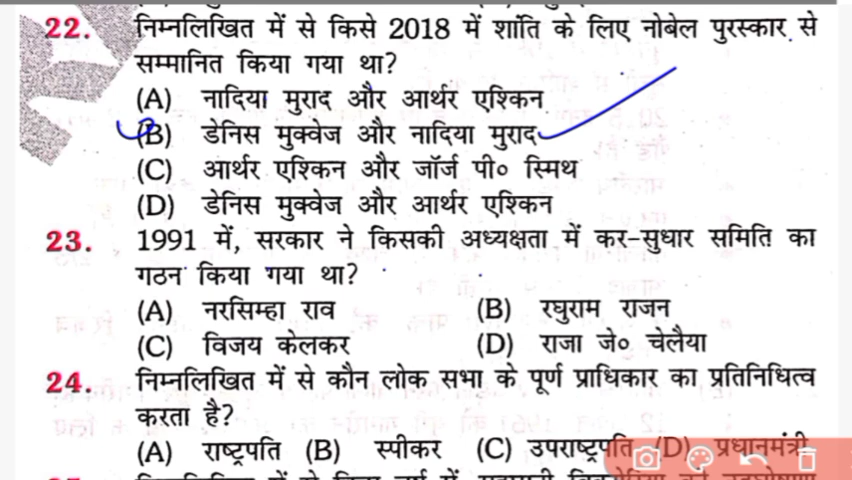 22. निम्नलिखित में से किसे 2018 में शांति के लिए नोबेल पुरस्कार से
सम्मानित किया गया था?
(A) नादिया मुराद और आर्थर एश्किन
(B) डेनिस मुक्वेज और नादिया मुराद
(C) आर्थर एश्किन और जॉर्ज पी० स्मिथ
(D) डेनिस मुक्वेज और आर्थर एश्किन
23. 1991 में, सरकार ने किसकी अध्यक्षता में कर-सुधार समिति का
गठन किया गया था?
(A) नरसिम्हा राव (B) रघुराम राजन
(C) विजय केलकर (D) राजा जे० चेलैया
24. निम्नलिखित में से कौन लोक सभा के पूर्ण प्राधिकार का प्रतिनिधित्व
करता है?
(A) राष्ट्रपति (B) स्पीकर (C) उपराष्ट्रपति (D) प्रधानमंत्री